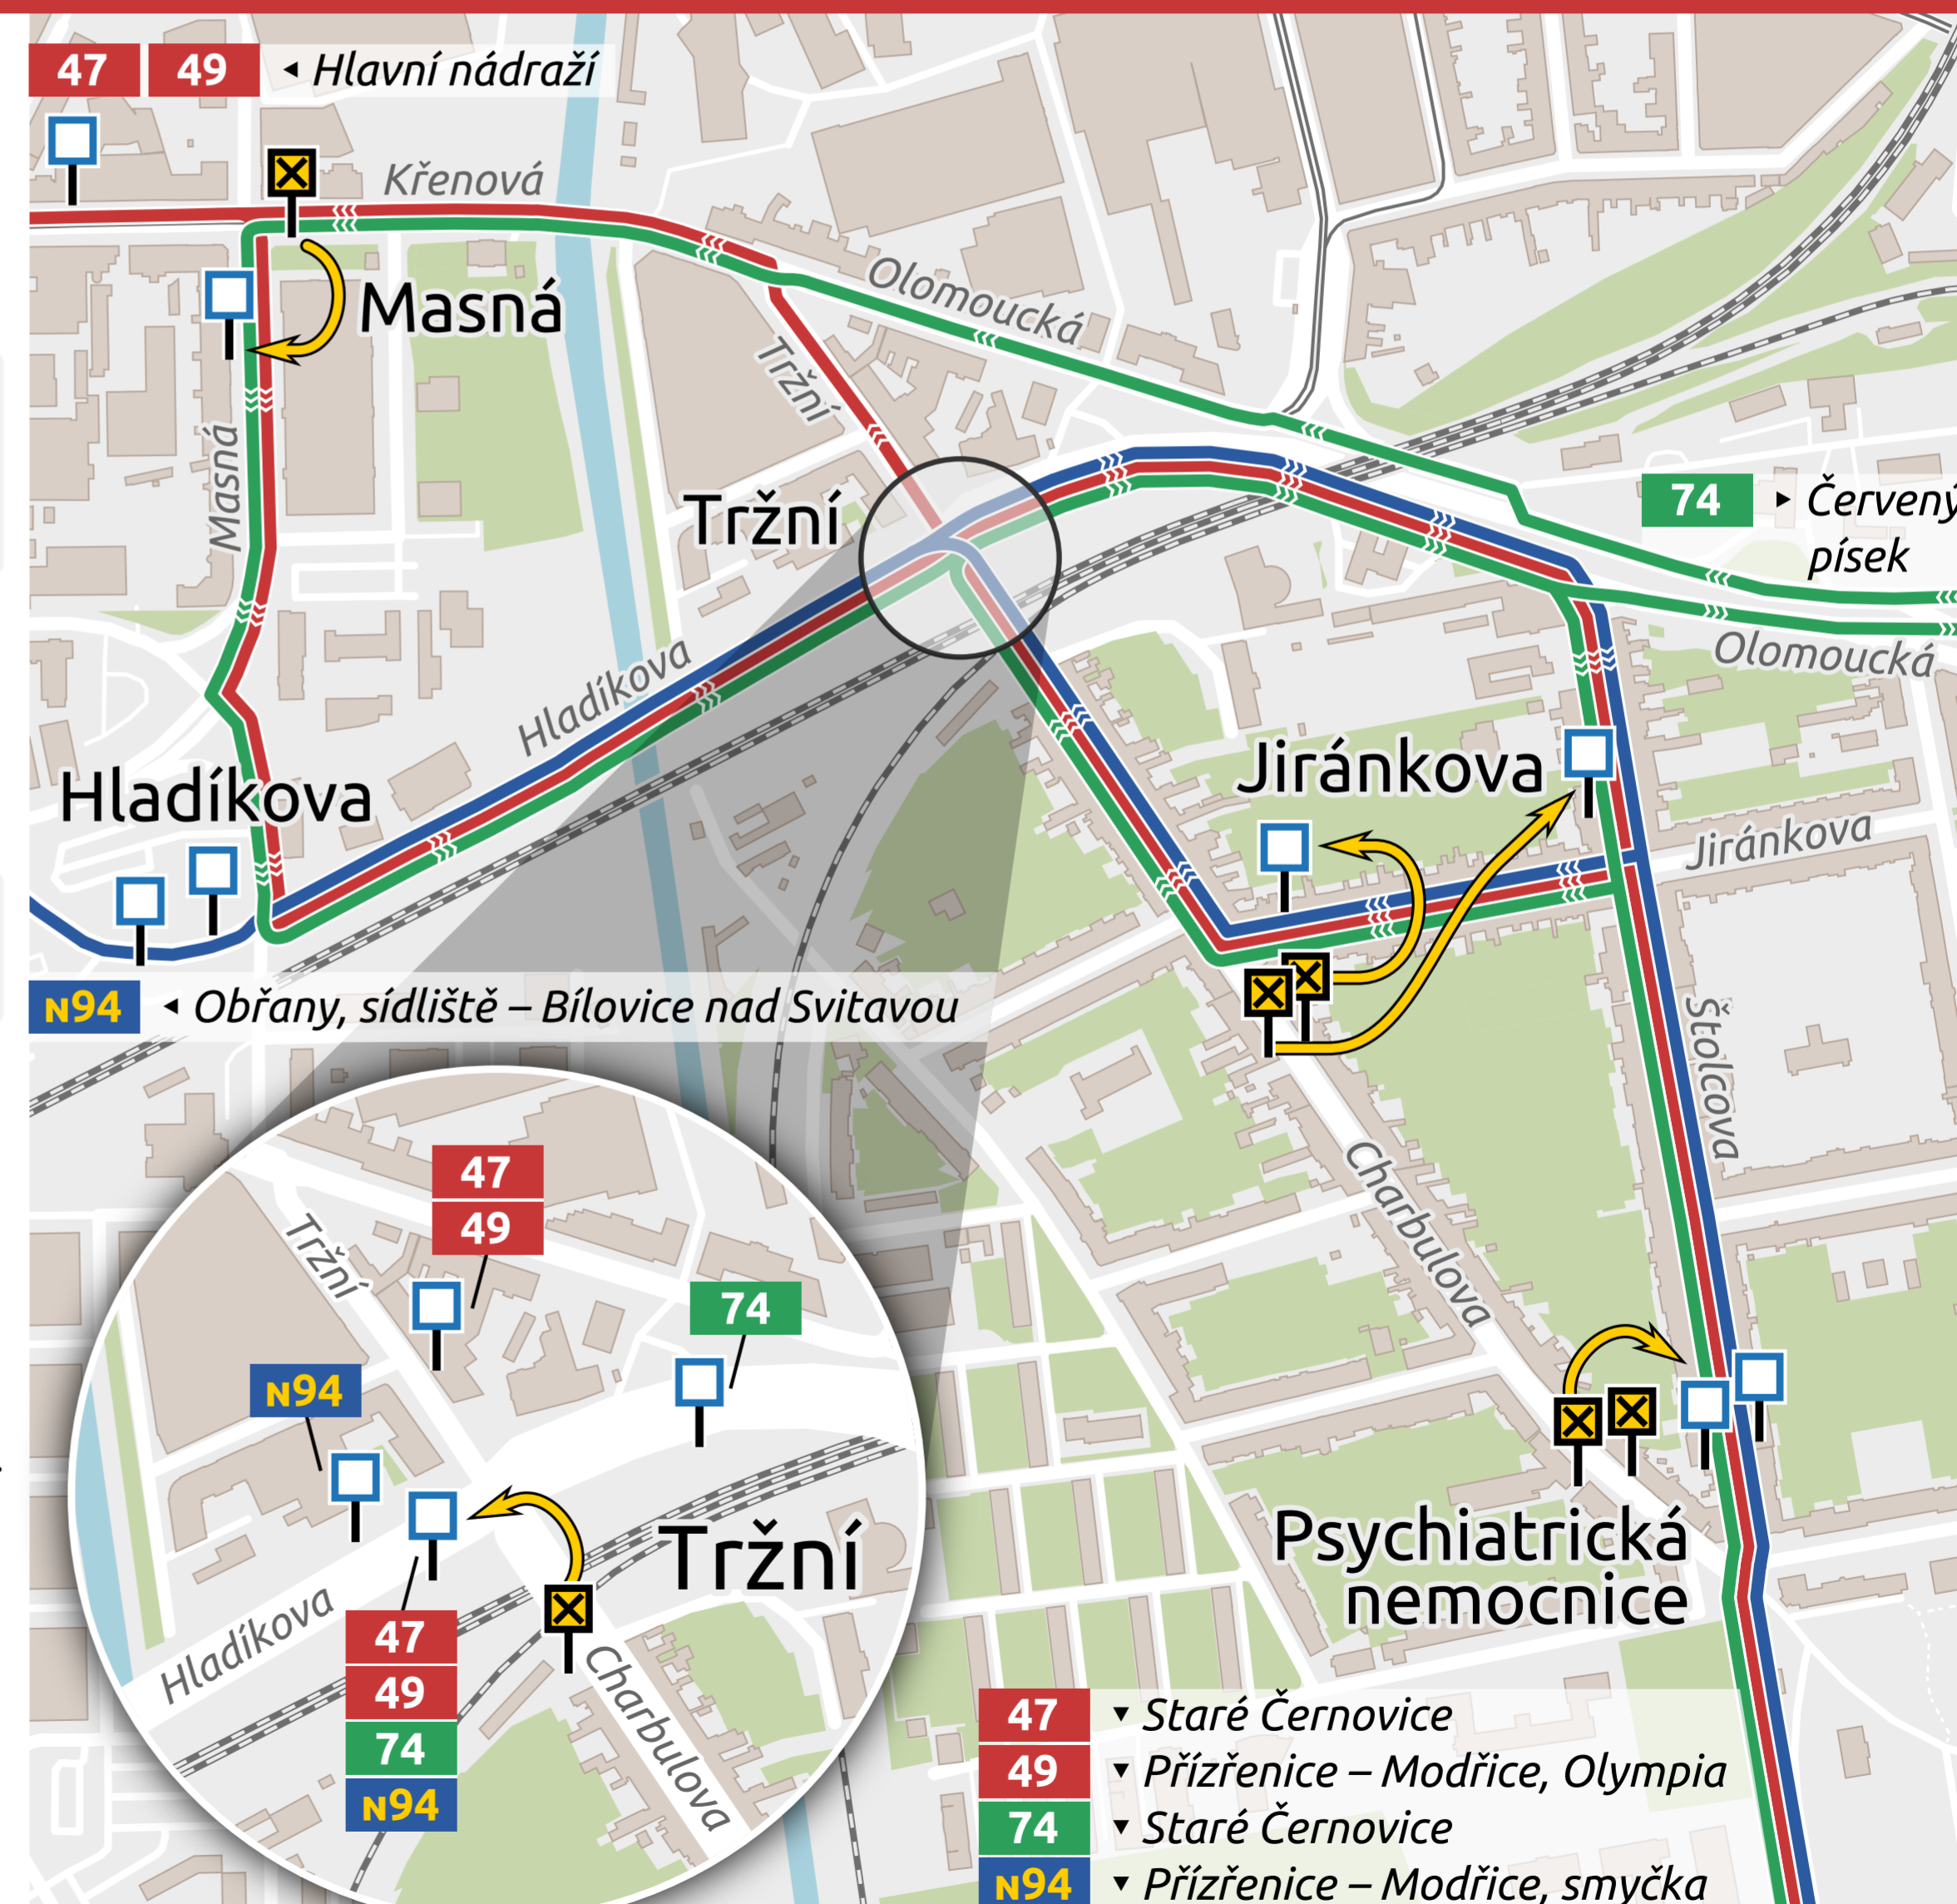 47 49 Hlavní nádraží
Křenová
Masná
Olomoucká
Tržní
Masná
Tržní
74 Červený
písek
Olomoucká
Hladíkova
Jiránkova
Hladíkova
Jiránkova
N94 Obřany, sídliště – Bílovice nad Svitavou
Štolcova
Charbulova
47
49
Tržní
74
N94
Tržní
Hladíkova
47
49
74
N94
Charbulova
Psychiatrická
nemocnice
47 Staré Černovice
49 Přízřenice – Modřice, Olympia
74 Staré Černovice
N94 Přízřenice – Modřice, smyčka